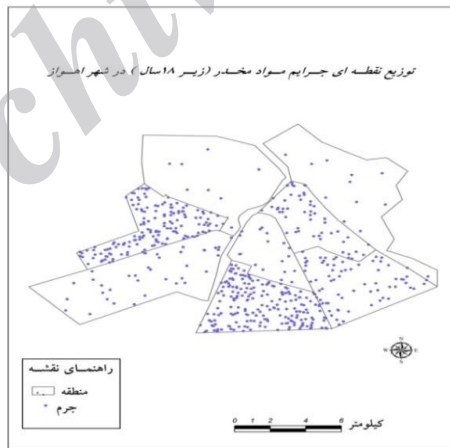 توزیع نقطه ای جرایم مواد مخدر (زیر ۱۸سال ) در شهر اهواز
N
W E
S
راهنمای نقشه
منطقه
جرم
0 1 2 4 6
کیلومتر